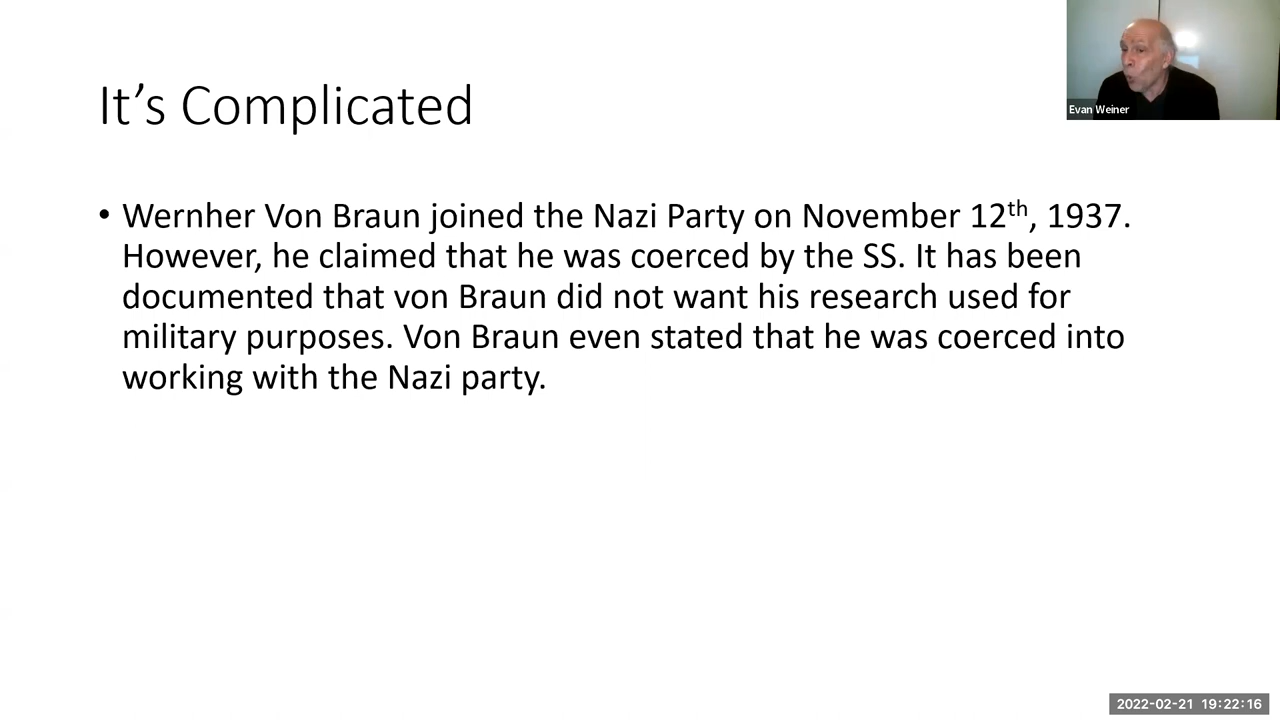 It's Complicated
Evan Weiner
• Wernher Von Braun joined the Nazi Party on November 12th, 1937.
However, he claimed that he was coerced by the SS. It has been
documented that von Braun did not want his research used for
military purposes. Von Braun even stated that he was coerced into
working with the Nazi party.
2022-02-21 19:22:16